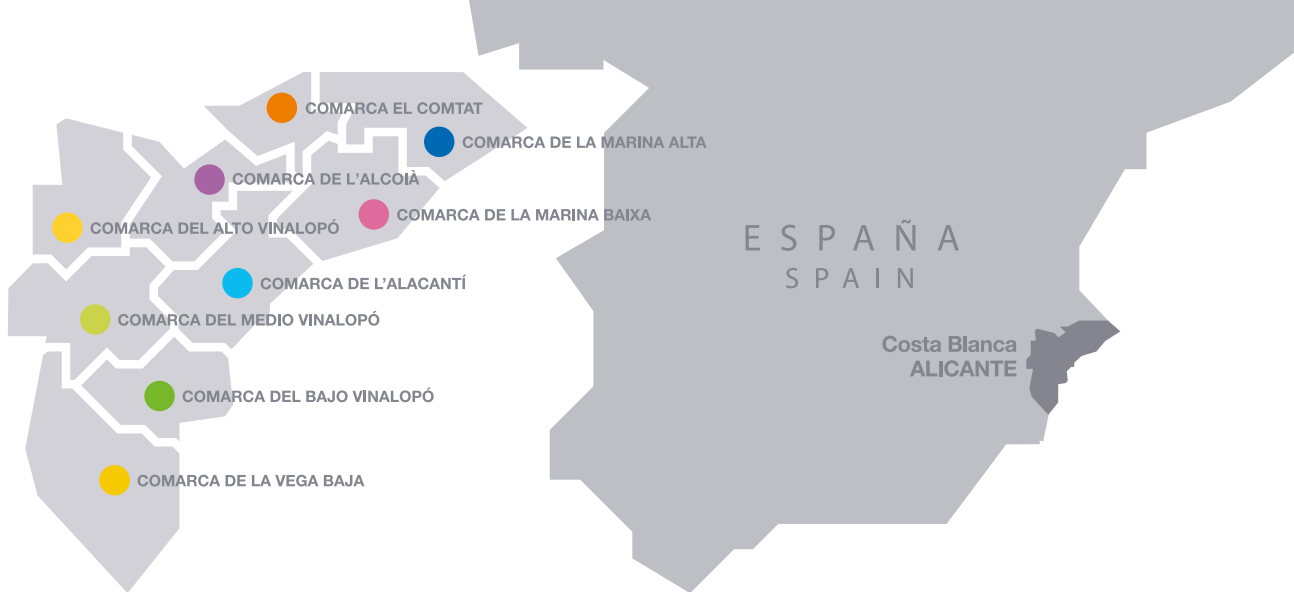 COMARCA EL COMTAT
COMARCA DE LA MARINA ALTA
COMARCA DE L'ALCOIÀ
COMARCA DE LA MARINA BAIXA
COMARCA DEL ALTO VINALOPÓ
COMARCA DE L'ALACANTÍ
COMARCA DEL MEDIO VINALOPÓ
COMARCA DEL BAJO VINALOPÓ
COMARCA DE LA VEGA BAJA
ESPAÑA
SPAIN
Costa Blanca
ALICANTE